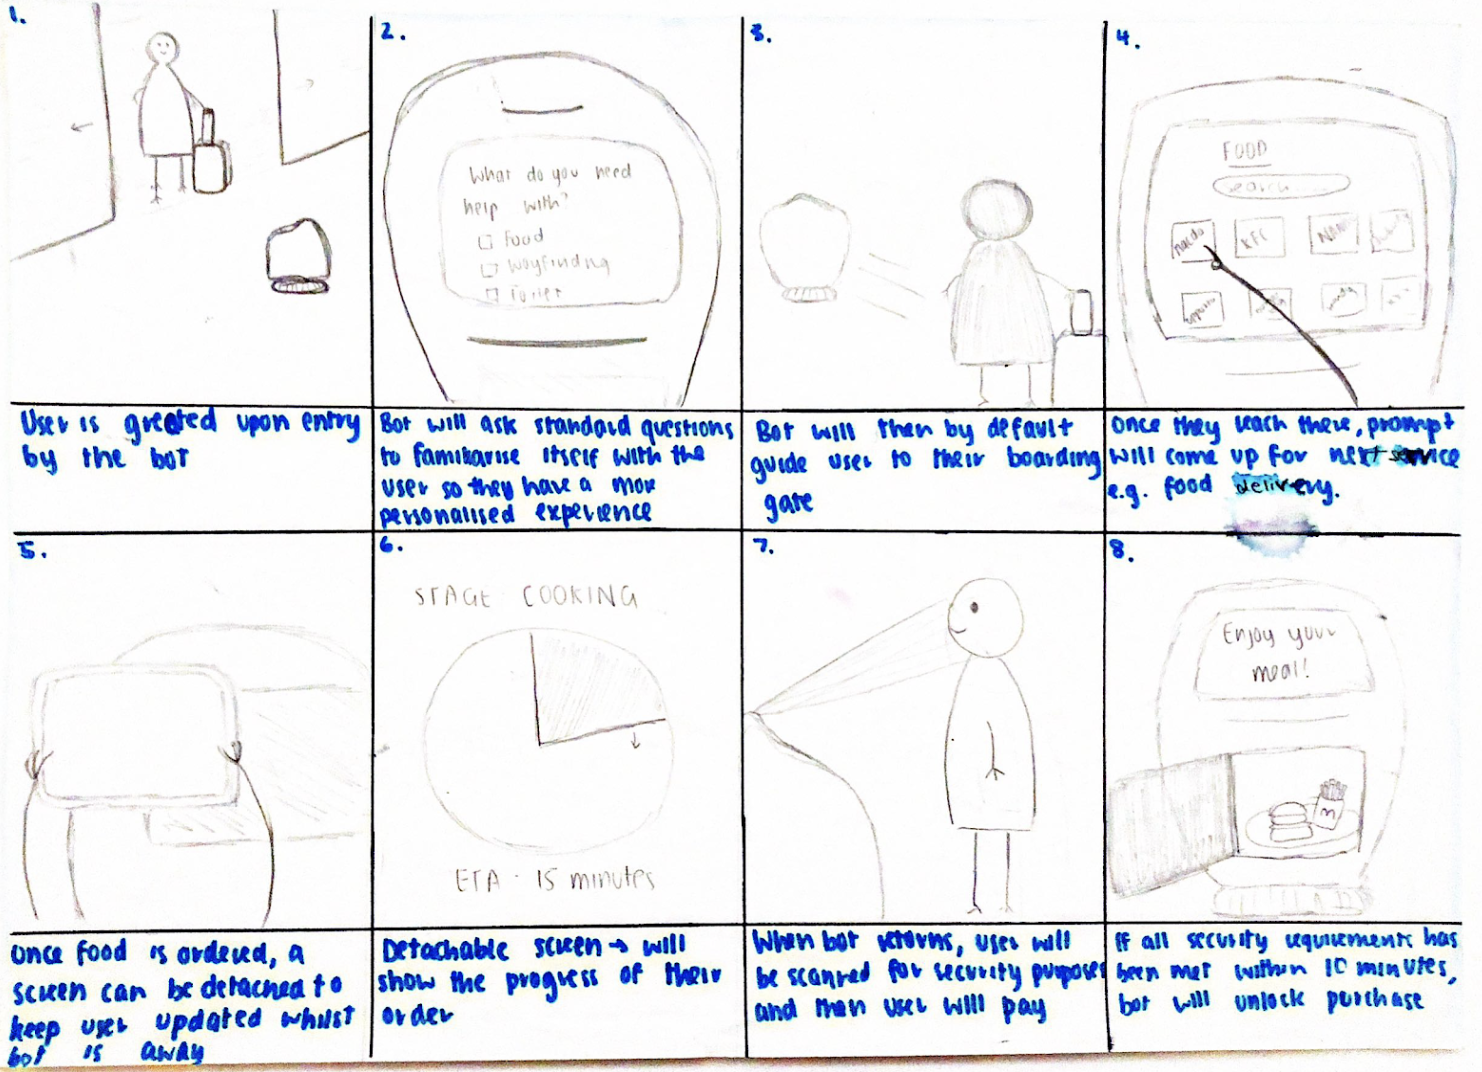 1.
User is greeted upon entry
by the bot
2.
What do you need
help with?
Food
Wayfinding
Toilet
Bot will ask standard questions
to familiarise itself with the
user so they have a more
personalised experience
3.
Bot will then by default
guide user to their boarding
gate
4.
FOOD
search
nacdo
KFC
Once they reach there, prompt
will come up for next service
e.g. food delivery.
5.
Once food is ordered, a
screen can be detached to
keep user updated whilst
bot is away
6.
STAGE COOKING
ETA - 15 minutes
Detachable screen → will
show the progress of their
order
7.
When bot returns, user will
be scanned for security purposes
and then user will pay
8.
Enjoy your
meal!
m
If all security requirements has
been met within 10 minutes,
bot will unlock purchase